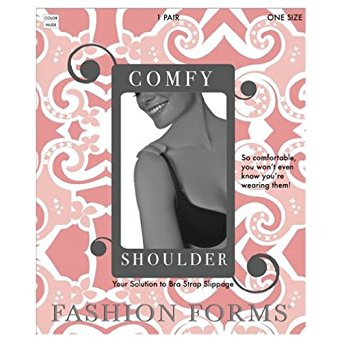 COLOR
NUDE
1 PAIR
ONE SIZE
COMFY
So comfortable,
you won't even
know you're
wearing them!
SHOULDER
Your Solution to Bra Strap Slippage
FASHION FORMS®